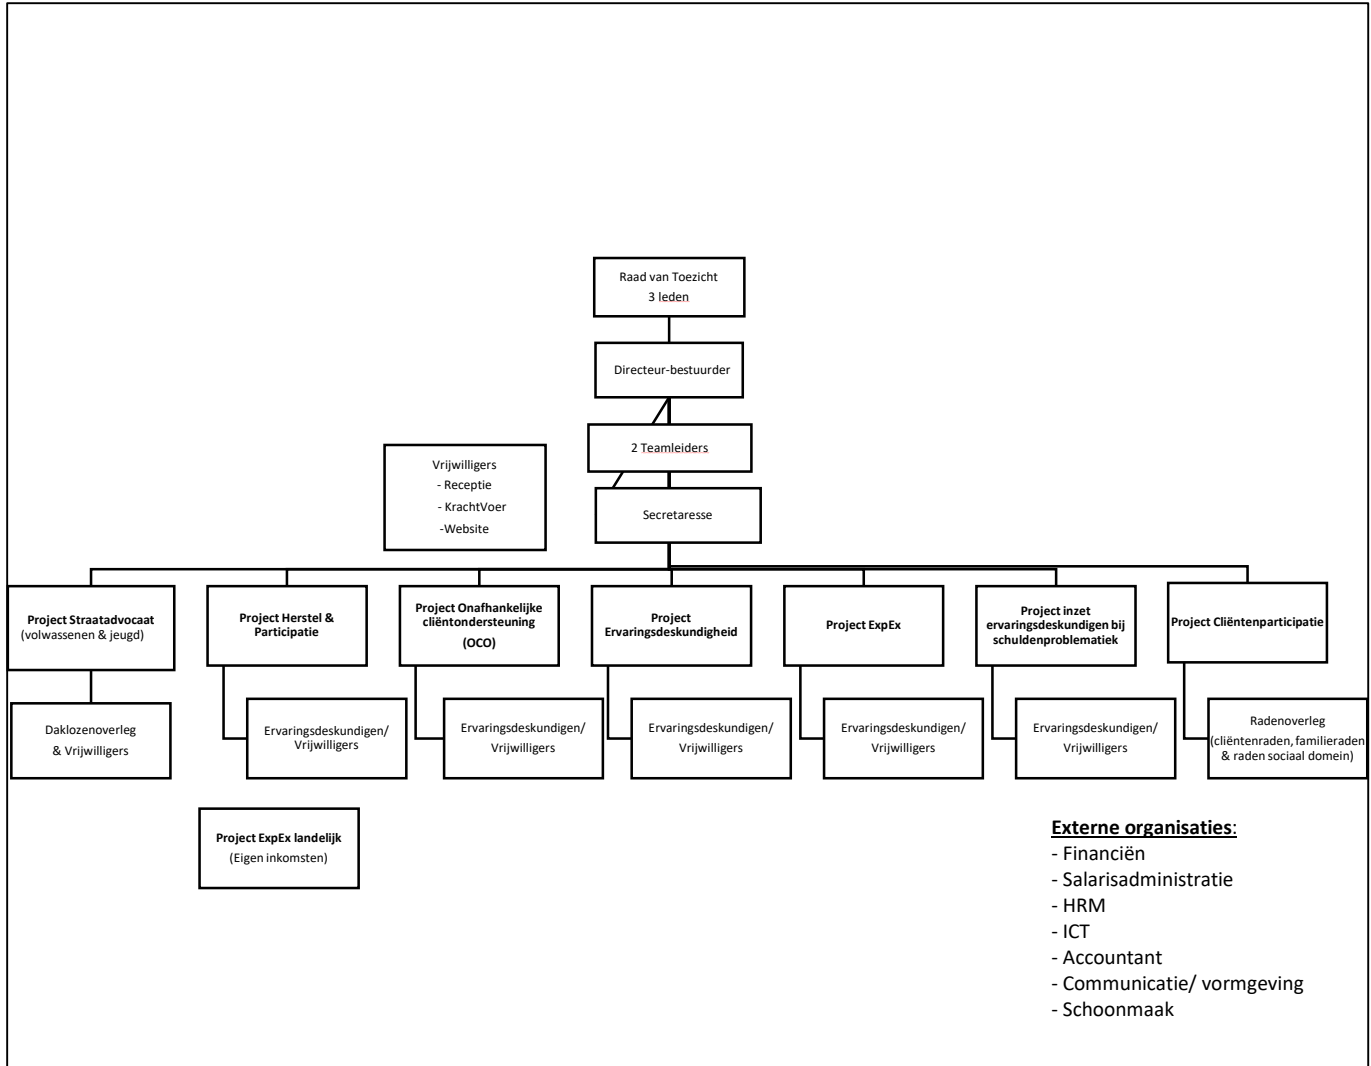 Raad van Toezicht
3 leden
Directeur-bestuurder
2 Teamleiders
Secretaresse
Vrijwilligers
- Receptie
- KrachtVoer
-Website
Project Straatadvocaat
(volwassenen & jeugd)
Project Herstel &
Participatie
Project Onafhankelijke
cliëntondersteuning
(OCO)
Project
Ervaringsdeskundigheid
Project ExpEx
Project inzet
ervaringsdeskundigen bij
schuldenproblematiek
Project Cliëntenparticipatie
Daklozenoverleg
& Vrijwilligers
Ervaringsdeskundigen/
Vrijwilligers
Ervaringsdeskundigen/
Vrijwilligers
Ervaringsdeskundigen/
Vrijwilligers
Ervaringsdeskundigen/
Vrijwilligers
Ervaringsdeskundigen/
Vrijwilligers
Radenoverleg
(cliëntenraden, familieraden
& raden sociaal domein)
Project ExpEx landelijk
(Eigen inkomsten)
Externe organisaties:
- Financiën
- Salarisadministratie
- HRM
- ICT
- Accountant
- Communicatie/ vormgeving
- Schoonmaak